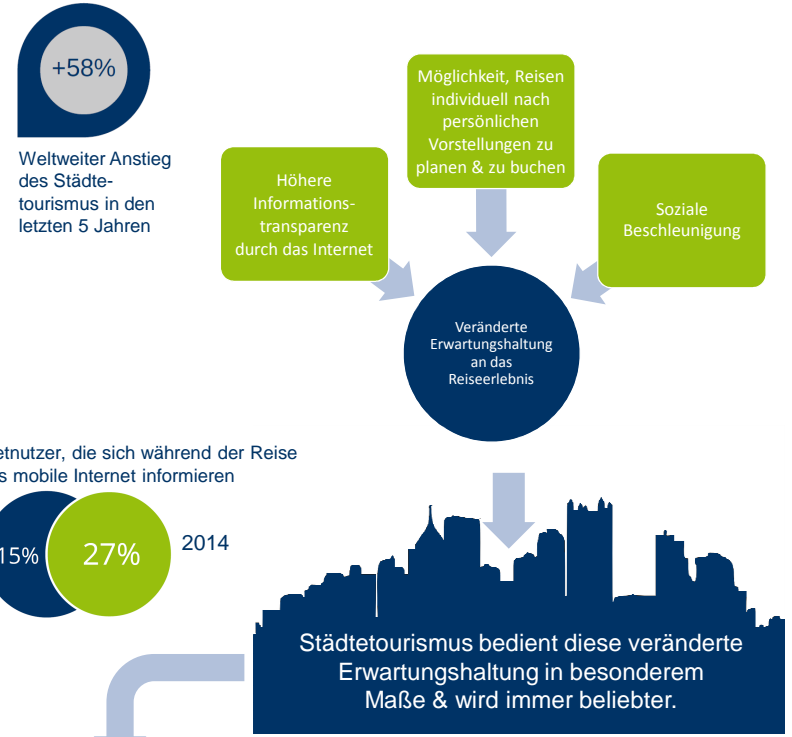 +58%
Weltweiter Anstieg
des Städte-
tourismus in den
letzten 5 Jahren
Möglichkeit, Reisen
individuell nach
persönlichen
Vorstellungen zu
planen & zu buchen
Höhere
Informations-
transparenz
durch das Internet
Soziale
Beschleunigung
Veränderte
Erwartungshaltung
an das
Reiseerlebnis
etnutzer, die sich während der Reise
s mobile Internet informieren
15%
27%
2014
Städtetourismus bedient diese veränderte
Erwartungshaltung in besonderem
Maße & wird immer beliebter.